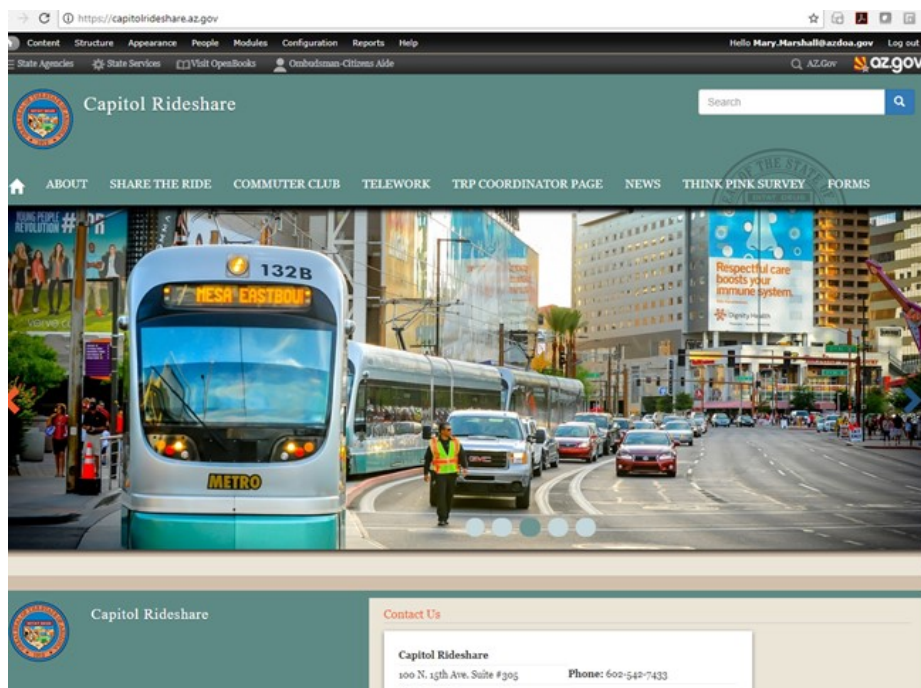 https://capitolrideshare.az.gov
Content Structure Appearance People Modules Configuration Reports Help Hello Mary.Marshall@azdoa.gov Log out
State Agencies State Services Visit OpenBooks Ombudsman-Citizens Aide AZ.Gov az.gov
Capitol Rideshare
Search
ABOUT SHARE THE RIDE COMMUTER CLUB TELEWORK TRP COORDINATOR PAGE NEWS THINK PINK SURVEY FORMS
YOUNG PEOPLE
REVOLUTION
132B
MESA EASTBOU
Respectful care
boosts your
immune system.
Dignity Health
GMC
METRO
Capitol Rideshare
Contact Us
Capitol Rideshare
100 N. 15th Ave. Suite #305 Phone: 602-542-7433